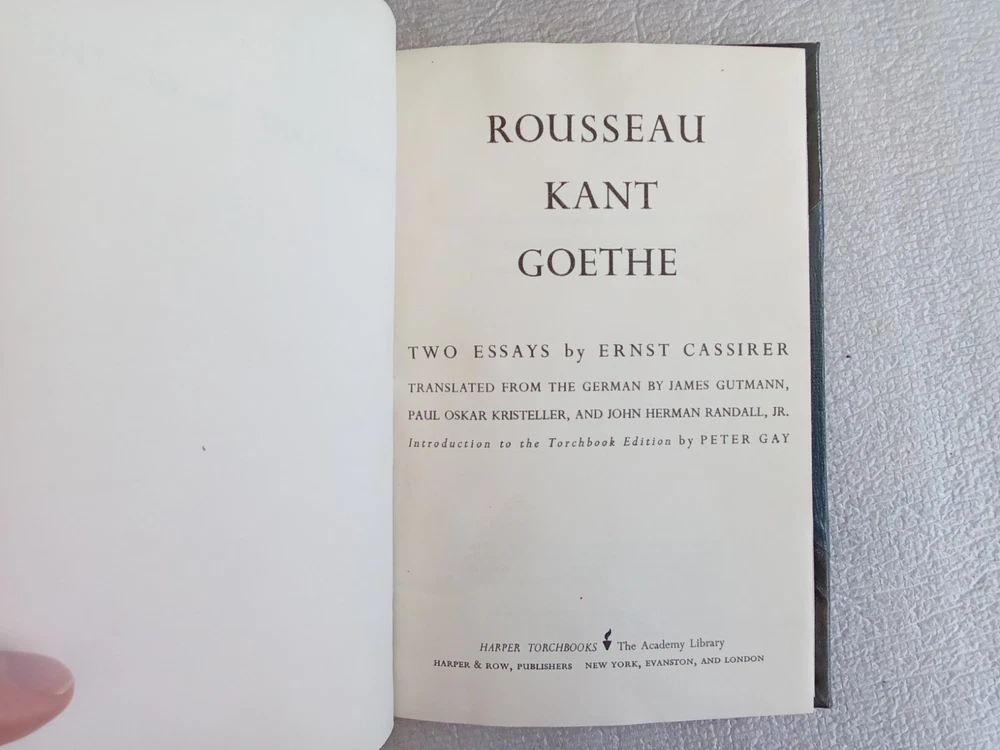 ROUSSEAU
KANT
GOETHE
TWO ESSAYS by ERNST CASSIRER
TRANSLATED FROM THE GERMAN BY JAMES GUTMANN,
PAUL OSKAR KRISTELLER, AND JOHN HERMAN RANDALL, JR.
Introduction to the Torchbook Edition by PETER GAY
HARPER TORCHBOOKS The Academy Library
HARPER & ROW, PUBLISHERS NEW YORK, EVANSTON, AND LONDON